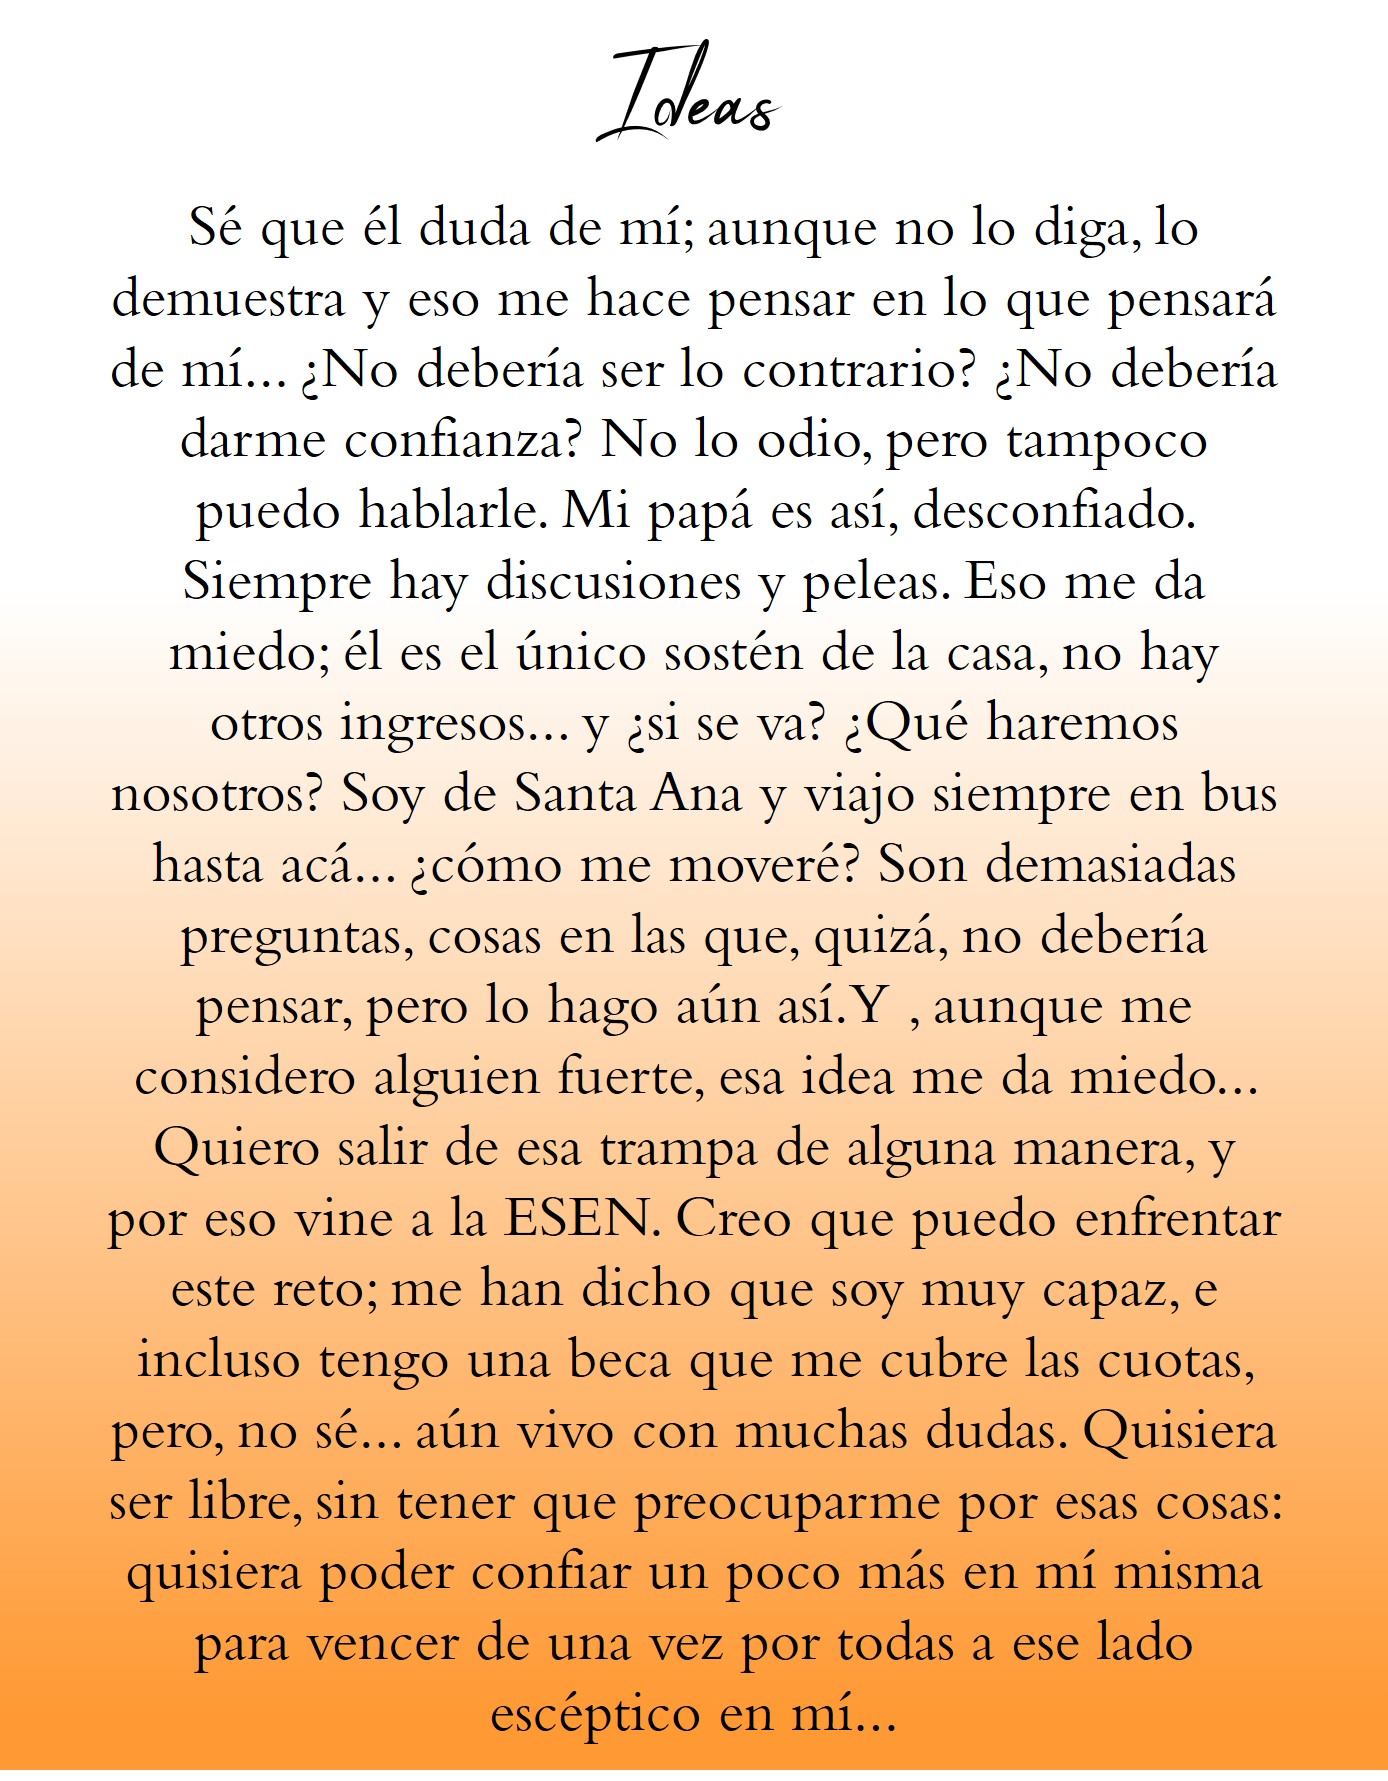 Ideas
Sé que él duda de mí; aunque no lo diga, lo
demuestra y eso me hace pensar en lo que pensará
de mí... ¿No debería ser lo contrario? ¿No debería
darme confianza? No lo odio, pero tampoco
puedo hablarle. Mi papá es así, desconfiado.
Siempre hay discusiones y peleas. Eso me da
miedo; él es el único sostén de la casa, no hay
otros ingresos... y ¿si se va? ¿Qué haremos
nosotros? Soy de Santa Ana y viajo siempre en bus
hasta acá... ¿cómo me moveré? Son demasiadas
preguntas, cosas en las que, quizá, no debería
pensar, pero lo hago aún así. Y , aunque me
considero alguien fuerte, esa idea me da miedo...
Quiero salir de esa trampa de alguna manera, y
por eso vine a la ESEN. Creo que puedo enfrentar
este reto; me han dicho que soy muy capaz, e
incluso tengo una beca que me cubre las cuotas,
pero, no sé... aún vivo con muchas dudas. Quisiera
ser libre, sin tener que preocuparme por esas cosas:
quisiera poder confiar un poco más en mí misma
para vencer de una vez por todas a ese lado
escéptico en mí...